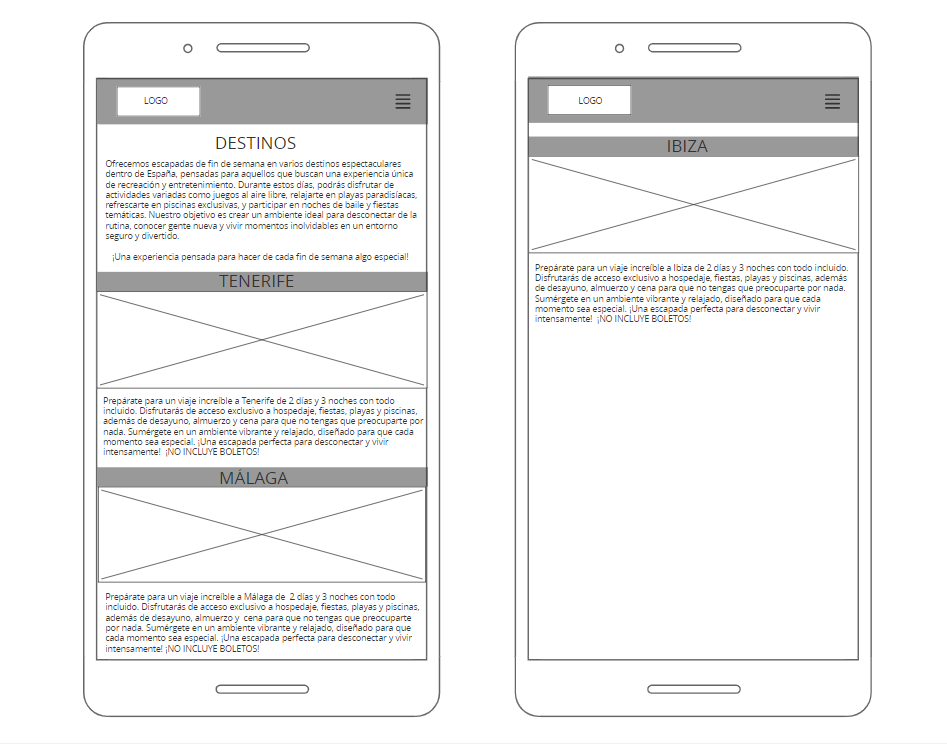 LOGO
DESTINOS
Ofrecemos escapadas de fin de semana en varios destinos espectaculares
dentro de España, pensadas para aquellos que buscan una experiencia única
de recreación y entretenimiento. Durante estos días, podrás disfrutar de
actividades variadas como juegos al aire libre, relajarte en playas paradisíacas,
refrescarte en piscinas exclusivas, y participar en noches de baile y fiestas
temáticas. Nuestro objetivo es crear un ambiente ideal para desconectar de la
rutina, conocer gente nueva y vivir momentos inolvidables en un entorno
seguro y divertido.
¡Una experiencia pensada para hacer de cada fin de semana algo especial!
TENERIFE
Prepárate para un viaje increíble a Tenerife de 2 días y 3 noches con todo
incluido. Disfrutarás de acceso exclusivo a hospedaje, fiestas, playas y piscinas,
además de desayuno, almuerzo y cena para que no tengas que preocuparte por
nada. Sumérgete en un ambiente vibrante y relajado, diseñado para que cada
momento sea especial. ¡Una escapada perfecta para desconectar y vivir
intensamente! ¡NO INCLUYE BOLETOS!
MÁLAGA
Prepárate para un viaje increíble a Málaga de 2 días y 3 noches con todo
incluido. Disfrutarás de acceso exclusivo a hospedaje, fiestas, playas y piscinas,
además de desayuno, almuerzo y cena para que no tengas que preocuparte
por nada. Sumérgete en un ambiente vibrante y relajado, diseñado para que
cada momento sea especial. ¡Una escapada perfecta para desconectar y vivir
intensamente! ¡NO INCLUYE BOLETOS!
LOGO
IBIZA
Prepárate para un viaje increíble a Ibiza de 2 días y 3 noches con todo incluido.
Disfrutarás de acceso exclusivo a hospedaje, fiestas, playas y piscinas, además
de desayuno, almuerzo y cena para que no tengas que preocuparte por nada.
Sumérgete en un ambiente vibrante y relajado, diseñado para que cada
momento sea especial. ¡Una escapada perfecta para desconectar y vivir
intensamente! ¡NO INCLUYE BOLETOS!